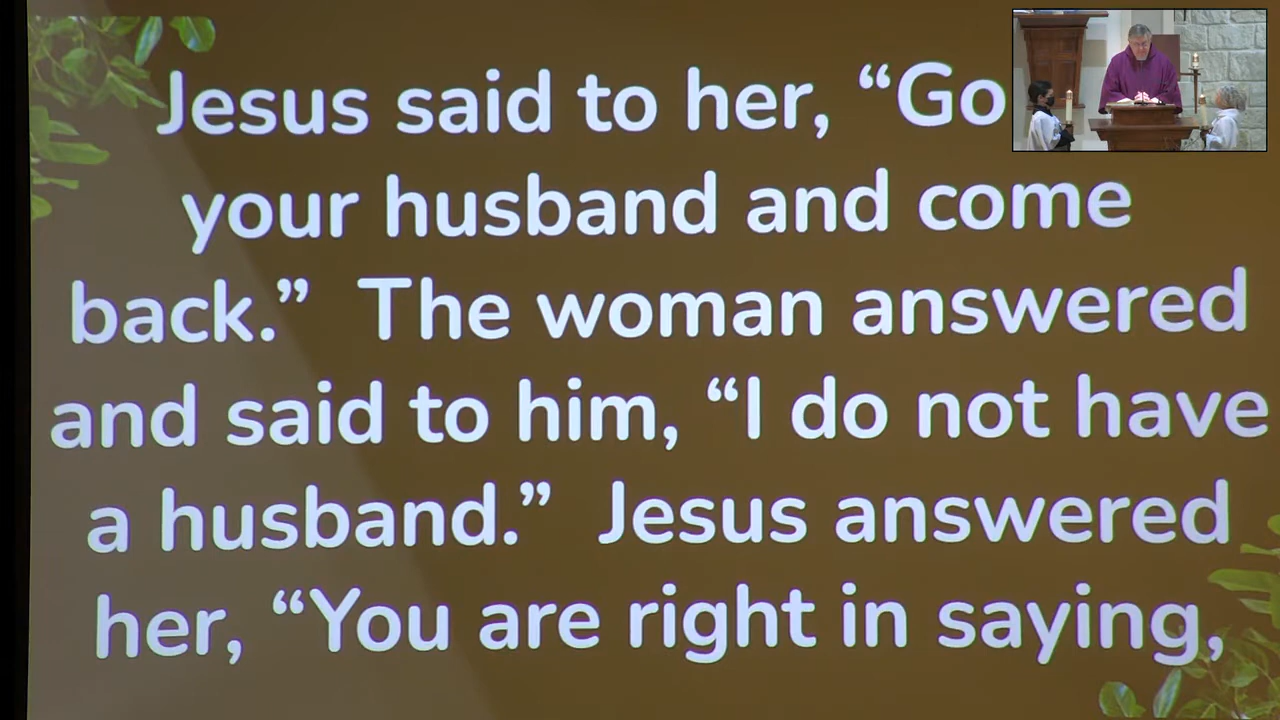 Jesus said to her, “Go
your husband and come
back.”  The woman answered
and said to him, “I do not have
a husband.”  Jesus answered
her, “You are right in saying,